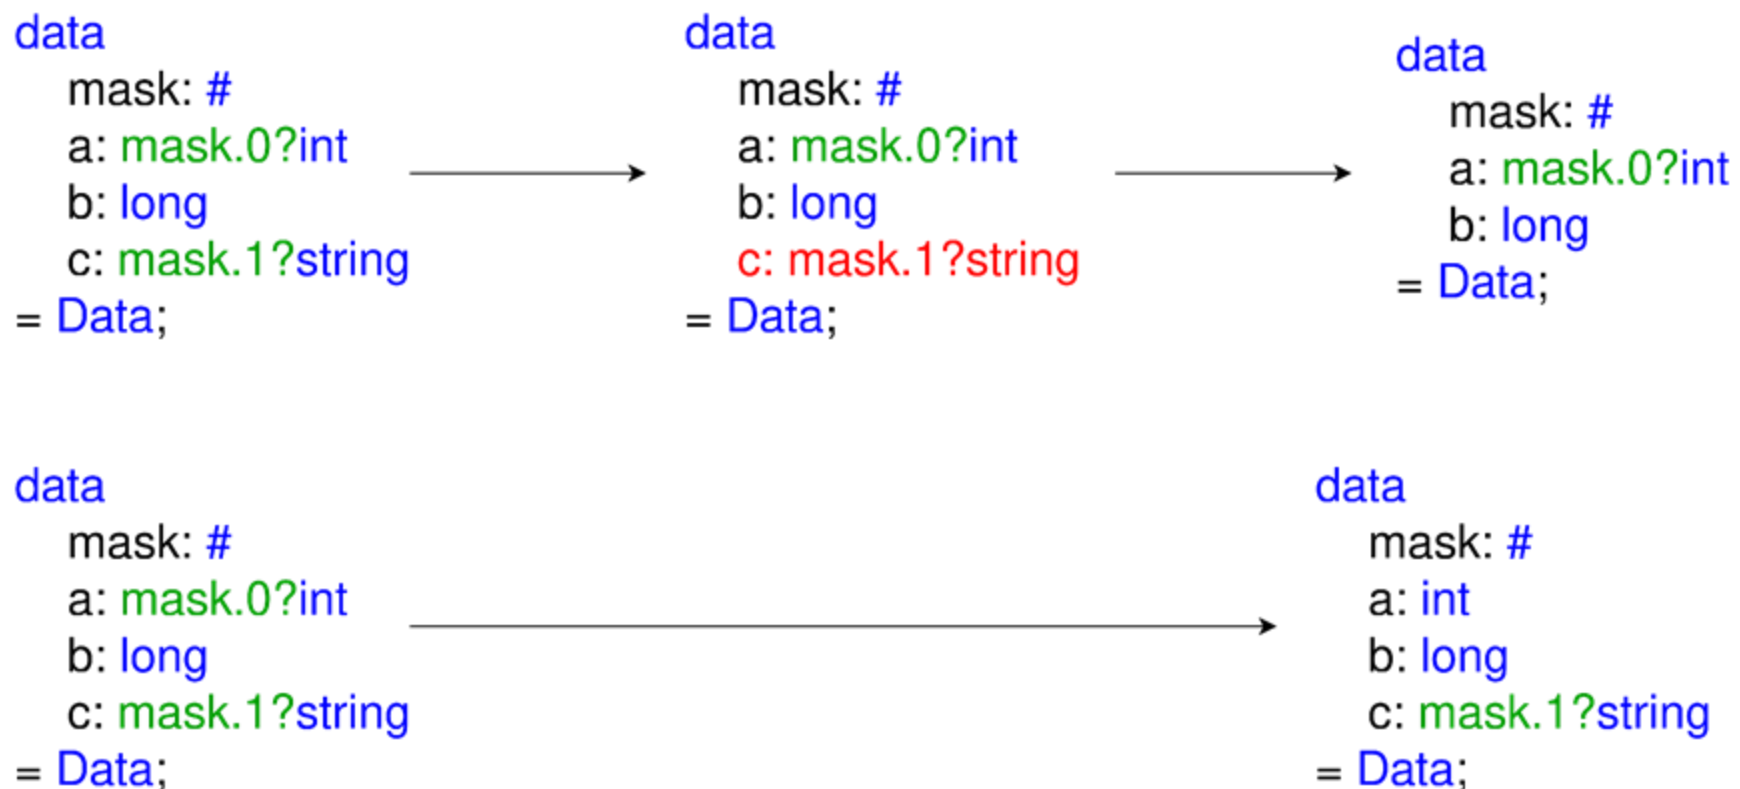 data
mask: #
a: mask.0?int
b: long
c: mask.1?string
= Data;
data
mask: #
a: mask.0?int
b: long
c: mask.1?string
= Data;
data
mask: #
a: mask.0?int
b: long
= Data;
data
mask: #
a: mask.0?int
b: long
c: mask.1?string
= Data;
data
mask: #
a: int
b: long
c: mask.1?string
= Data;